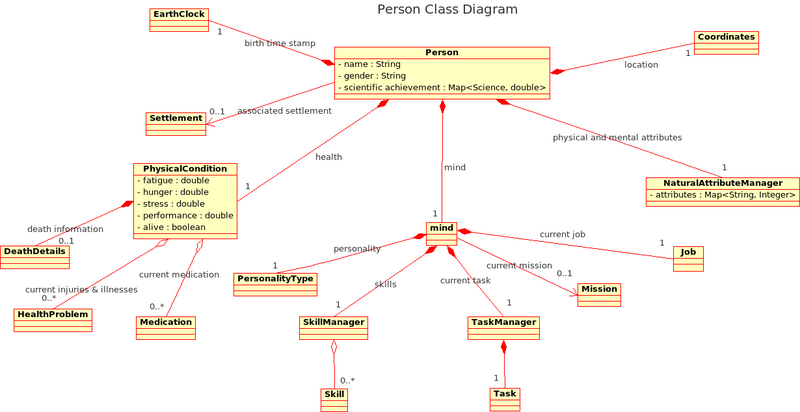 Person Class Diagram
EarthClock
1
birth time stamp
Person
- name : String
- gender : String
- scientific achievement : Map<Science, double>
Coordinates
1
location
Settlement
0..1
associated settlement
physical and mental attributes
health
mind
1
1
NaturalAttributeManager
- attributes : Map<String, Integer>
PhysicalCondition
- fatigue : double
- hunger : double
- stress : double
- performance : double
- alive : boolean
1
mind
death information
0..1
DeathDetails
personality
current job
1
Job
current medication
1
PersonalityType
skills
current task
current mission
0..1
Mission
current injuries & illnesses
0..*
HealthProblem
0..*
Medication
1
SkillManager
1
TaskManager
0..*
Skill
1
Task